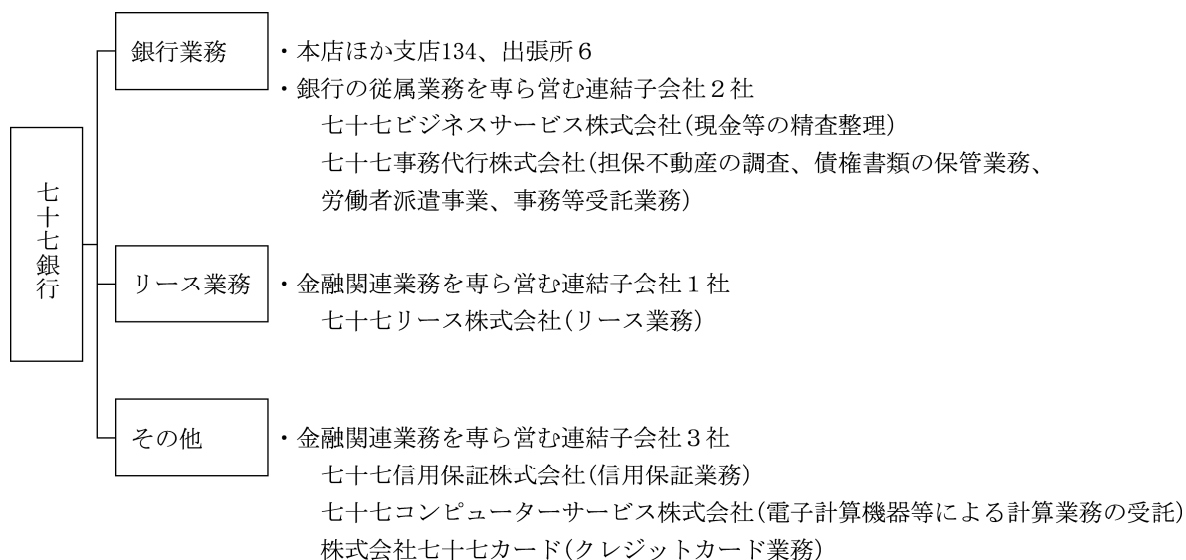 七十七銀行
銀行業務
・本店ほか支店134、出張所６
・銀行の従属業務を専ら営む連結子会社２社
七十七ビジネスサービス株式会社(現金等の精査整理)
七十七事務代行株式会社(担保不動産の調査、債権書類の保管業務、
労働者派遣事業、事務等受託業務)
リース業務
・金融関連業務を専ら営む連結子会社１社
七十七リース株式会社(リース業務)
その他
・金融関連業務を専ら営む連結子会社３社
七十七信用保証株式会社(信用保証業務)
七十七コンピューターサービス株式会社(電子計算機器等による計算業務の受託)
株式会社七十七カード(クレジットカード業務)